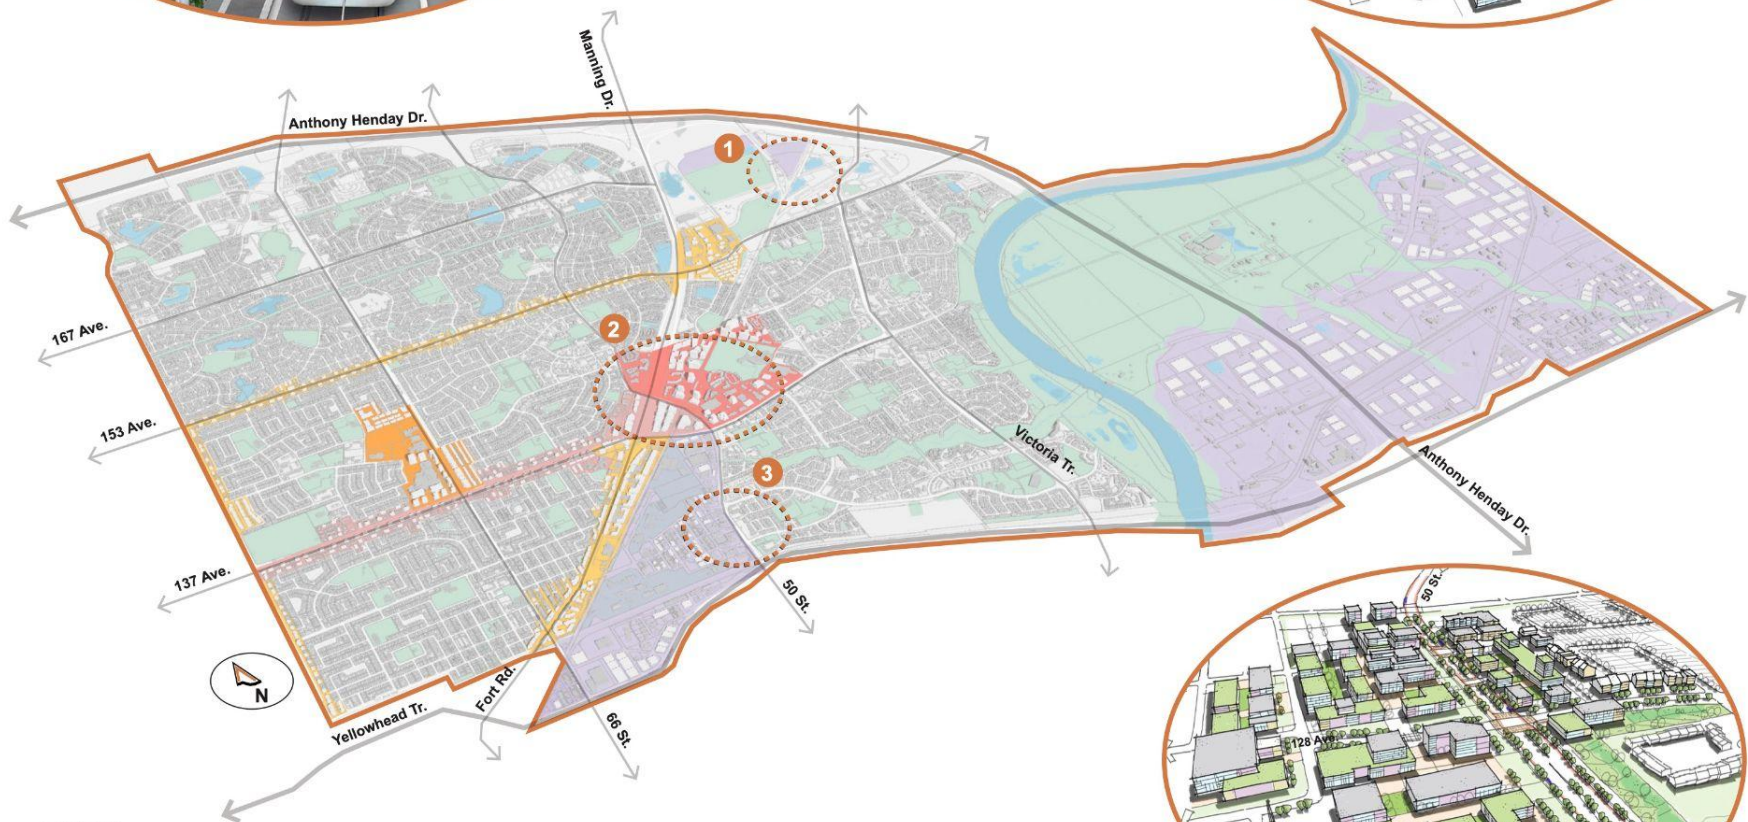 Manning Dr.
Anthony Henday Dr.
1
167 Ave.
2
153 Ave.
3
Victoria Tr.
Anthony Henday Dr.
137 Ave.
50 St.
50 St.
N
Fort Rd.
66 St.
Yellowhead Tr.
128 Ave.